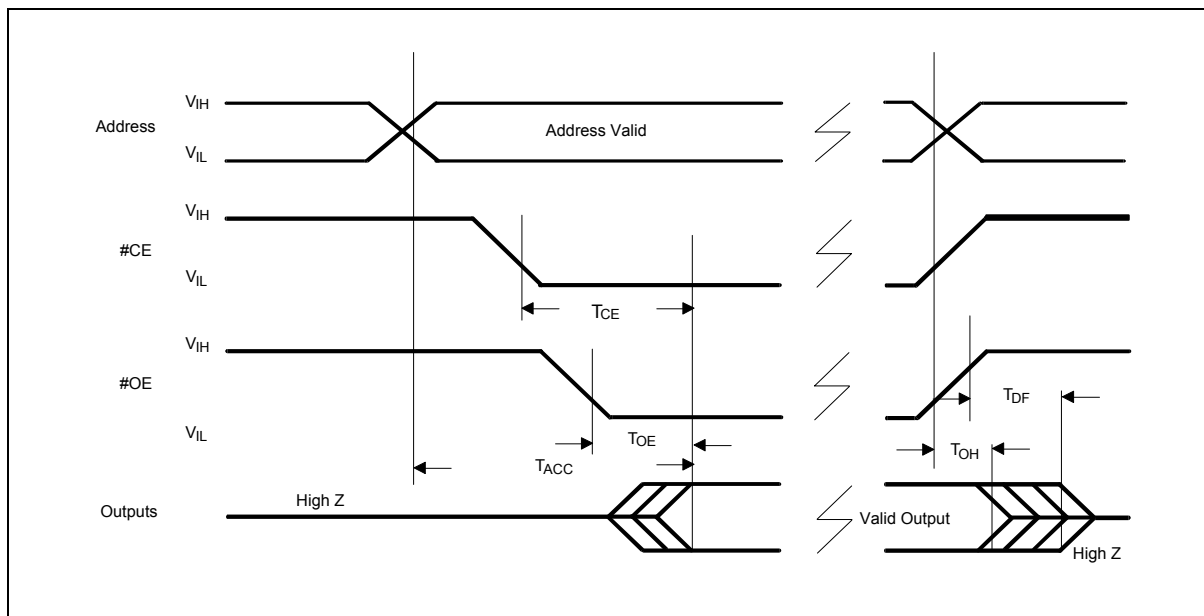 VIH
Address
Address Valid
VIL
VIH
#CE
VIL
TCE
VIH
#OE
TDF
VIL
TOE
TOH
TACC
High Z
Outputs
Valid Output
High Z